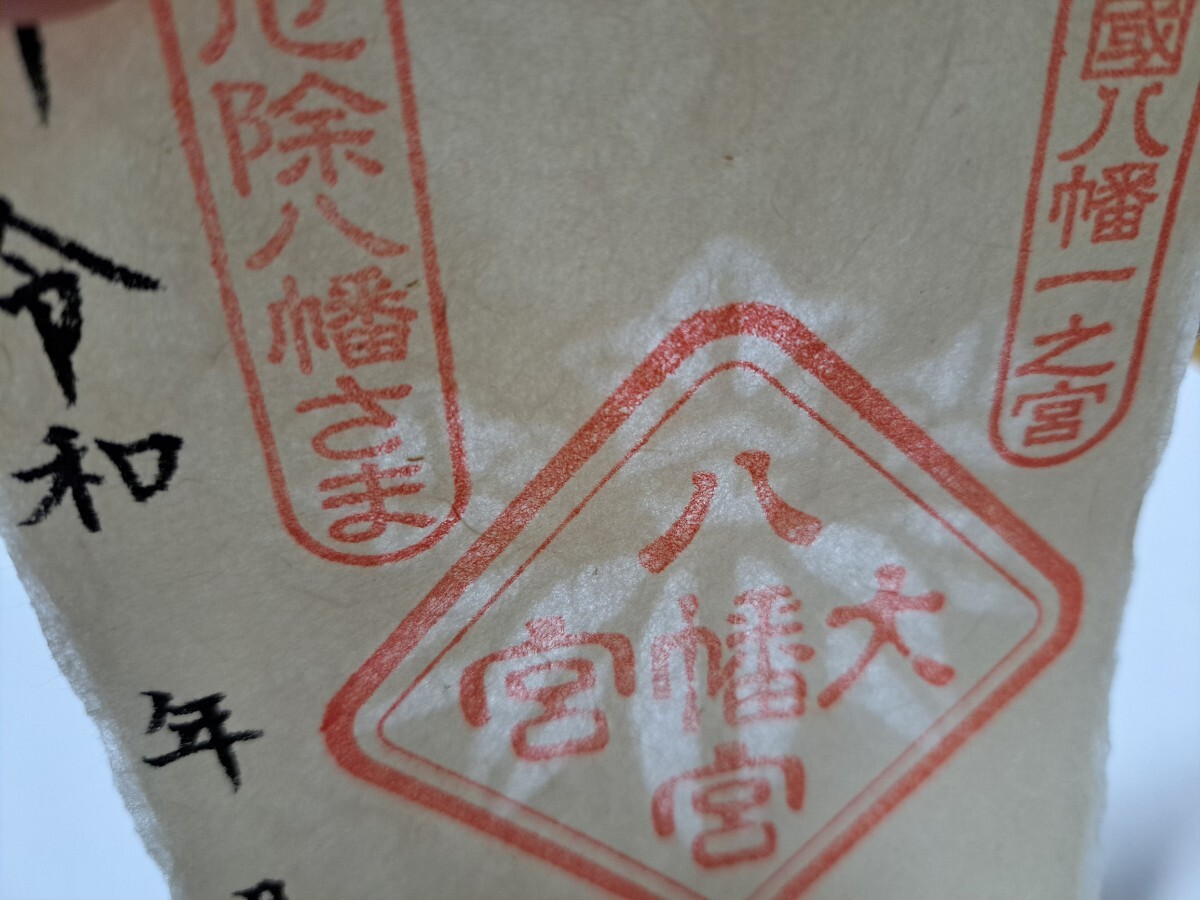 國八幡一之宮
大
八幡宮
宮
厄除八幡さま
令和 年